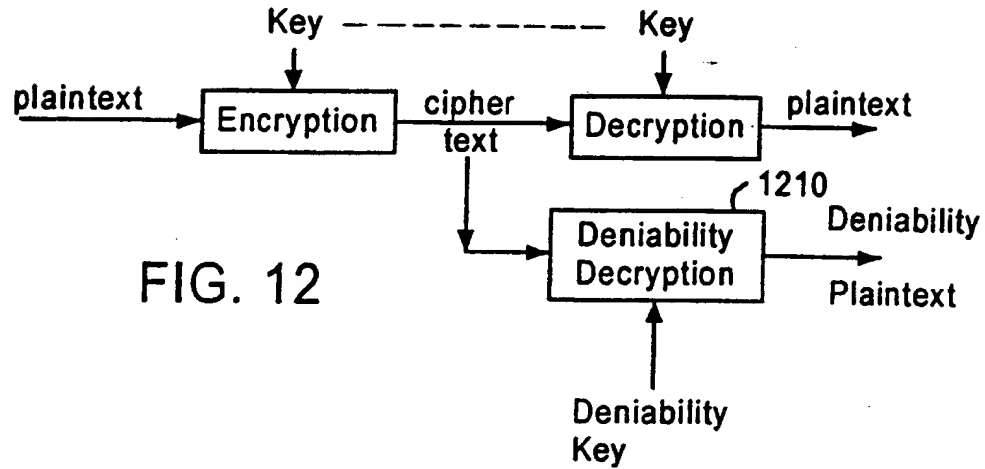 Key
Key
plaintext
Encryption
cipher
text
Decryption
plaintext
1210
Deniability
Decryption
Deniability
Plaintext
FIG. 12
Deniability
Key